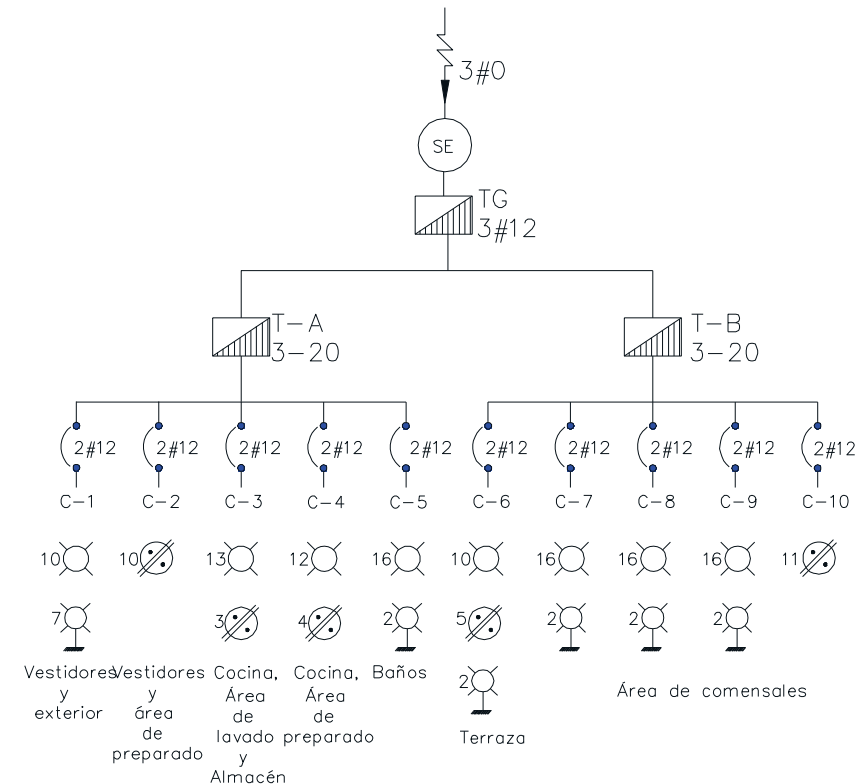 3#0
SE
TG
3#12
T-A
3-20
T-B
3-20
2#12 2#12 2#12 2#12 2#12 2#12 2#12 2#12 2#12 2#12
C-1 C-2 C-3 C-4 C-5 C-6 C-7 C-8 C-9 C-10
10 10 13 12 16 10 16 16 16 11
7 3 4 2 5 2 2 2
2
Vestidores
y
exterior
Vestidores
y
área
de
preparado
Cocina,
Área
de
lavado
y
Almacén
Cocina,
Área
de
preparado
Baños
Terraza
Área de comensales